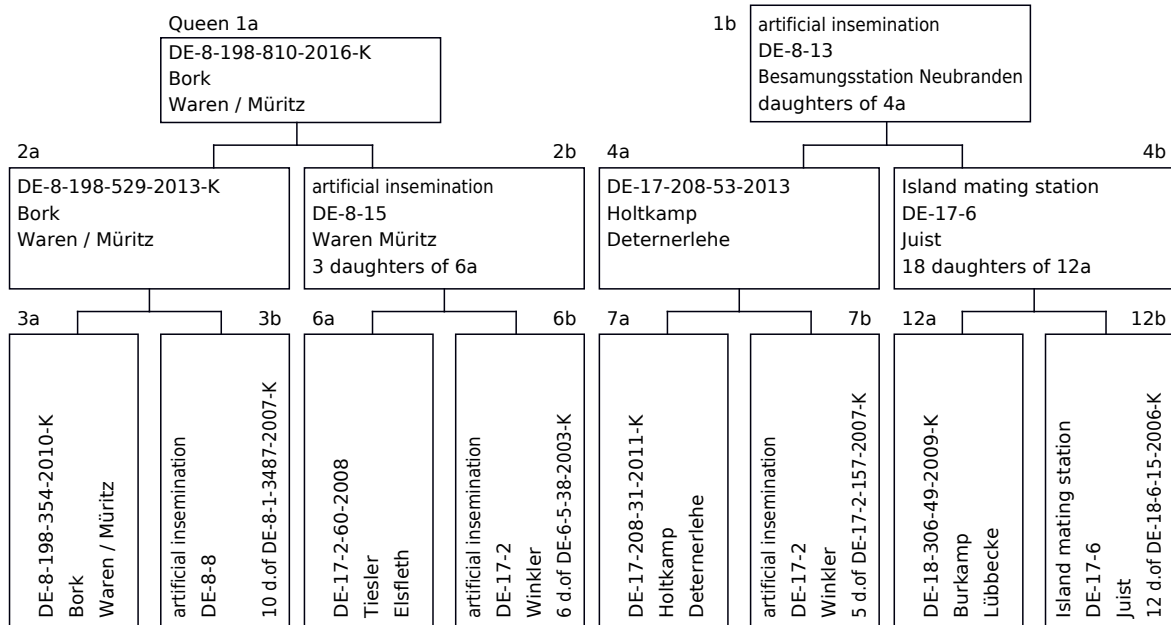 Queen 1a
DE-8-198-810-2016-K
Bork
Waren / Müritz
1b
artificial insemination
DE-8-13
Besamungsstation Neubranden
daughters of 4a
2a
DE-8-198-529-2013-K
Bork
Waren / Müritz
2b
artificial insemination
DE-8-15
Waren Müritz
3 daughters of 6a
4a
DE-17-208-53-2013
Holtkamp
Deternerlehe
4b
Island mating station
DE-17-6
Juist
18 daughters of 12a
3a
DE-8-198-354-2010-K
Bork
Waren / Müritz
3b
artificial insemination
DE-8-8
10 d.of DE-8-1-3487-2007-K
6a
DE-17-2-60-2008
Tiesler
Elsfleth
6b
artificial insemination
DE-17-2
Winkler
6 d.of DE-6-5-38-2003-K
7a
DE-17-208-31-2011-K
Holtkamp
Deternerlehe
7b
artificial insemination
DE-17-2
Winkler
5 d.of DE-17-2-157-2007-K
12a
DE-18-306-49-2009-K
Burkamp
Lübbecke
12b
Island mating station
DE-17-6
Juist
12 d.of DE-18-6-15-2006-K